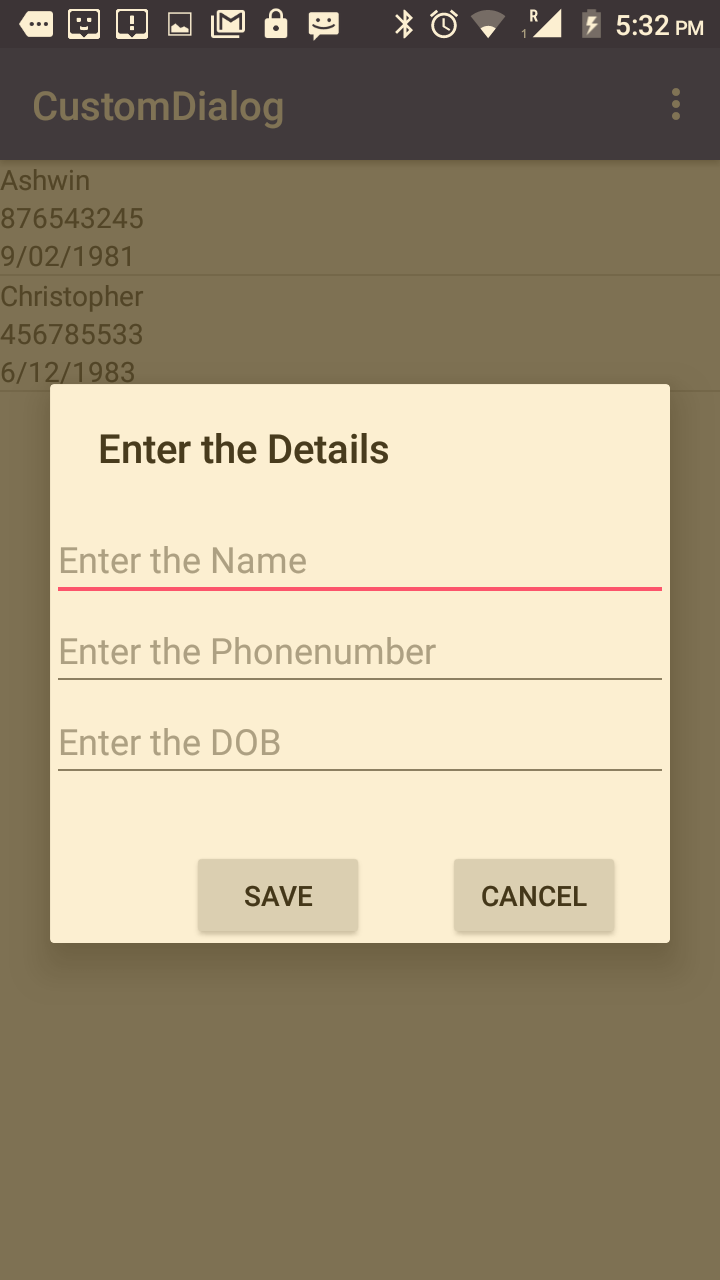 R
1
5:32 PM
CustomDialog
Ashwin
876543245
9/02/1981
Christopher
456785533
6/12/1983
Enter the Details
Enter the Name
Enter the Phonenumber
Enter the DOB
SAVE CANCEL